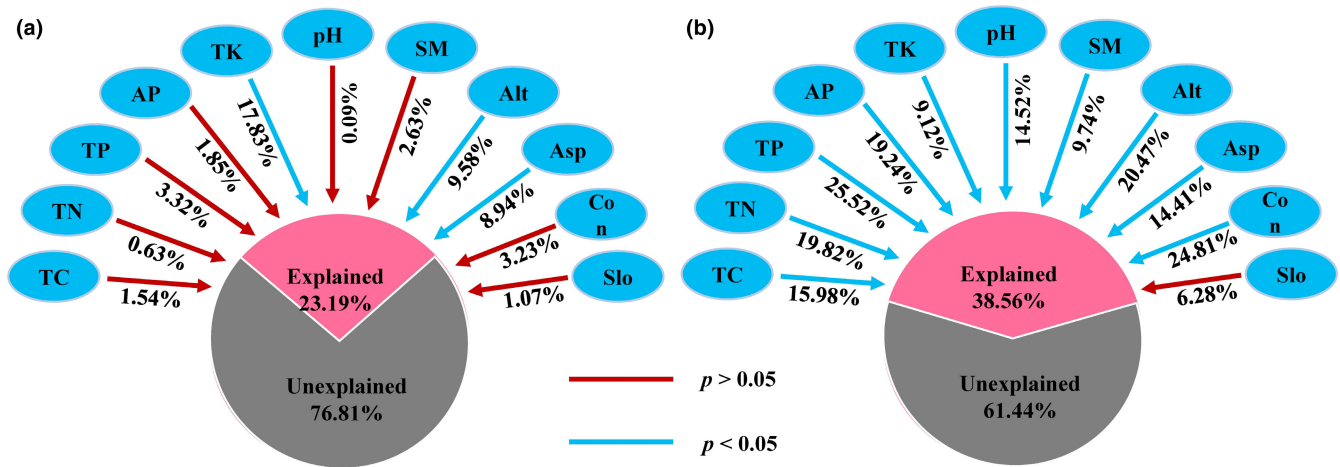 (a)
TC
TN
TP
AP
TK
pH
SM
Alt
Asp
Co
n
Slo
1.54%
0.63%
3.32%
1.85%
17.83%
0.09%
2.63%
9.58%
8.94%
3.23%
1.07%
Explained
23.19%
Unexplained
76.81%
p > 0.05
p < 0.05
(b)
TC
TN
TP
AP
TK
pH
SM
Alt
Asp
Co
n
Slo
15.98%
19.82%
25.52%
19.24%
9.12%
14.52%
9.74%
20.47%
14.41%
24.81%
6.28%
Explained
38.56%
Unexplained
61.44%